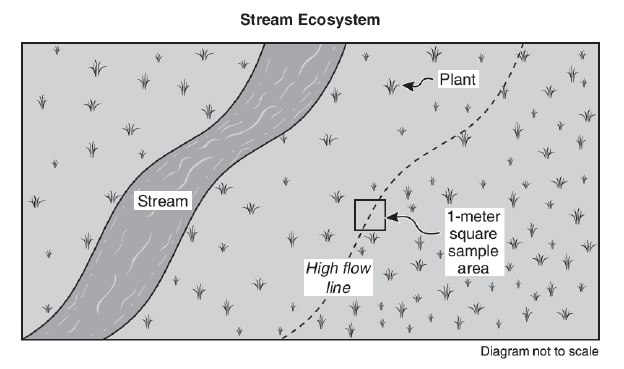 Stream Ecosystem
Plant
Stream
1-meter
square
sample
area
High flow
line
Diagram not to scale